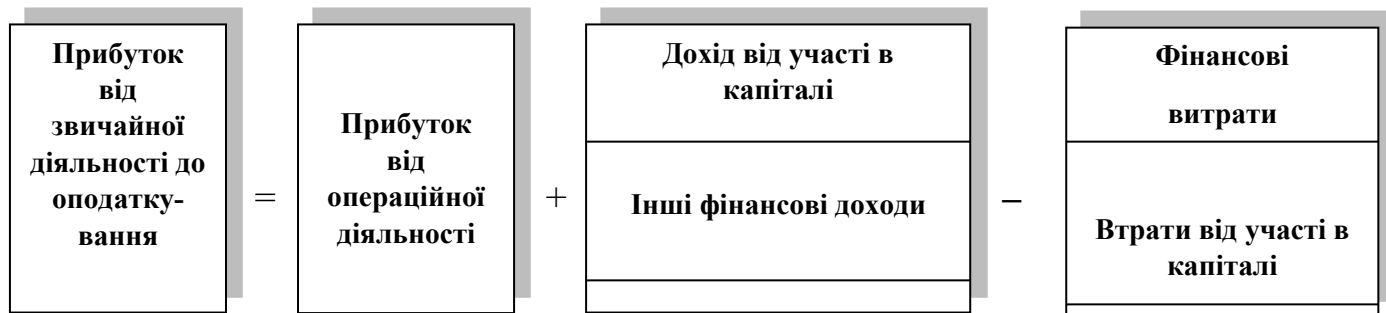 Прибуток
від
звичайної
діяльності до
оподатку-
вання
=
Прибуток
від
операційної
діяльності
+
Дохід від участі в
капіталі
Інші фінансові доходи
–
Фінансові
витрати
Втрати від участі в
капіталі